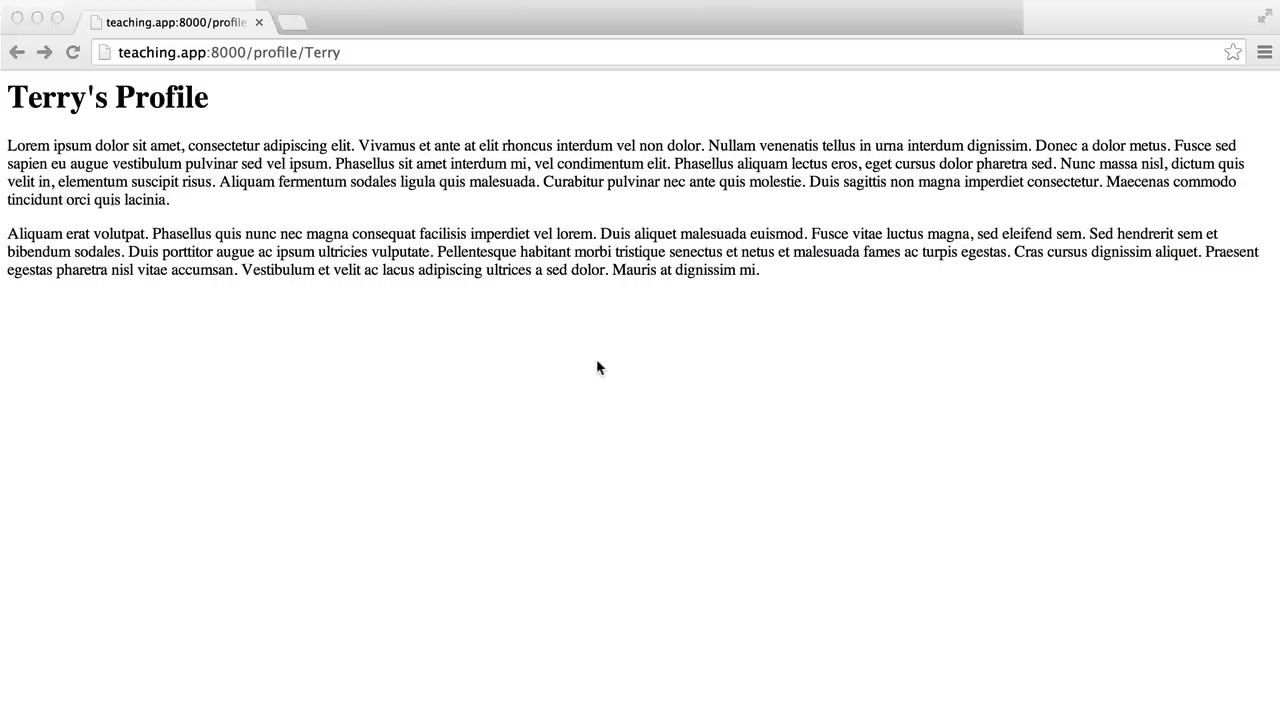 teaching.app:8000/profile
teaching.app:8000/profile/Terry
Terry's Profile
Lorem ipsum dolor sit amet, consectetur adipiscing elit. Vivamus et ante at elit rhoncus interdum vel non dolor. Nullam venenatis tellus in urna interdum dignissim. Donec a dolor metus. Fusce sed
sapien eu augue vestibulum pulvinar sed vel ipsum. Phasellus sit amet interdum mi, vel condimentum elit. Phasellus aliquam lectus eros, eget cursus dolor pharetra sed. Nunc massa nisl, dictum quis
velit in, elementum suscipit risus. Aliquam fermentum sodales ligula quis malesuada. Curabitur pulvinar nec ante quis molestie. Duis sagittis non magna imperdiet consectetur. Maecenas commodo
tincidunt orci quis lacinia.
Aliquam erat volutpat. Phasellus quis nunc nec magna consequat facilisis imperdiet vel lorem. Duis aliquet malesuada euismod. Fusce vitae luctus magna, sed eleifend sem. Sed hendrerit sem et
bibendum sodales. Duis porttitor augue ac ipsum ultricies vulputate. Pellentesque habitant morbi tristique senectus et netus et malesuada fames ac turpis egestas. Cras cursus dignissim aliquet. Praesent
egestas pharetra nisl vitae accumsan. Vestibulum et velit ac lacus adipiscing ultrices a sed dolor. Mauris at dignissim mi.